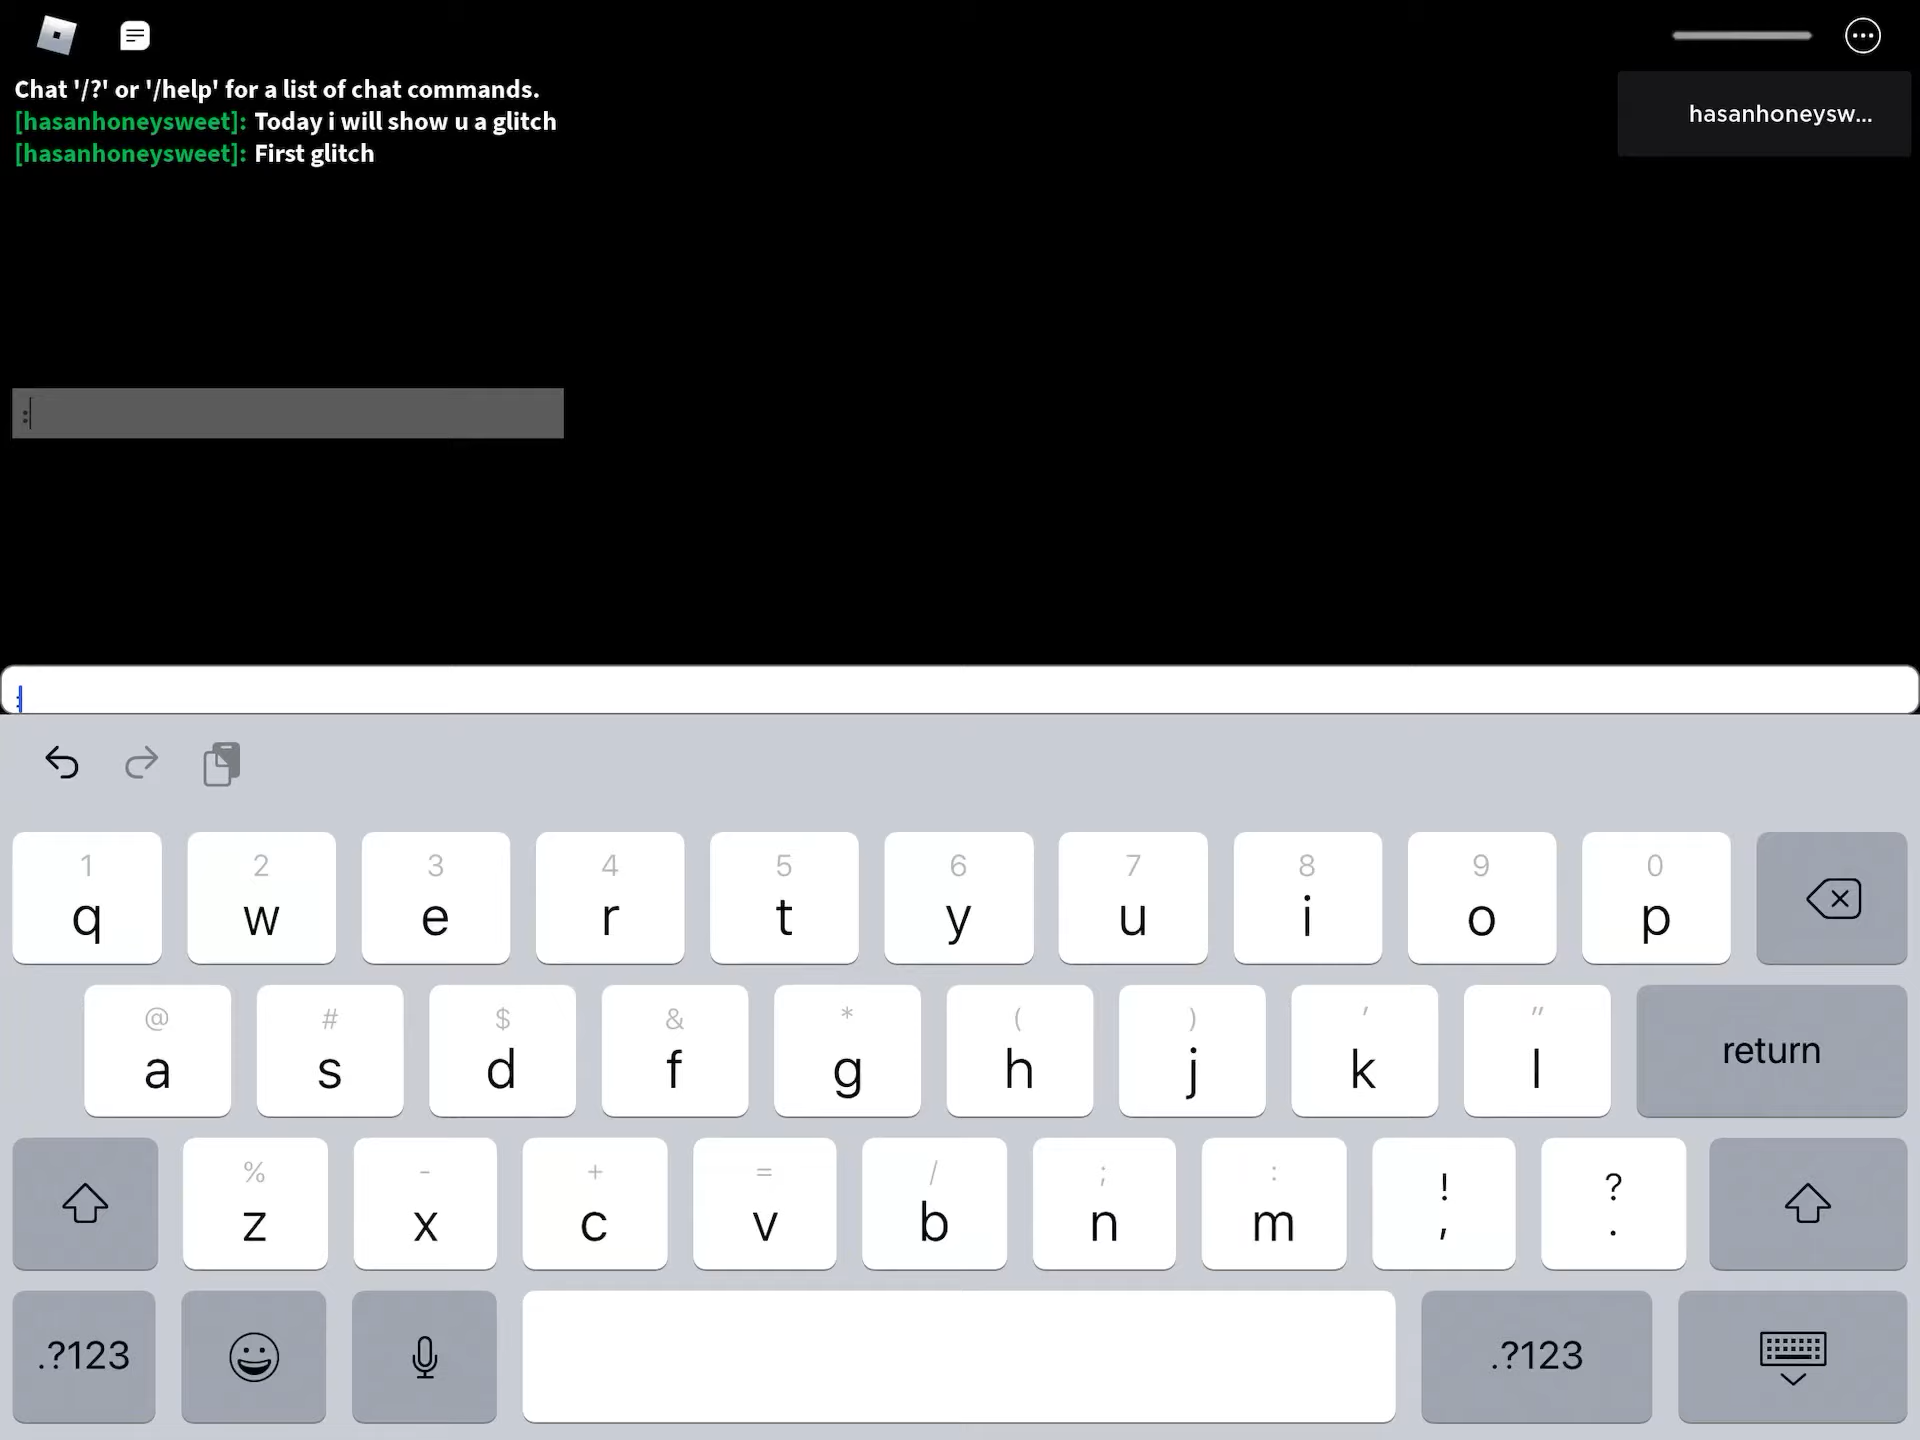 Chat '/?' or '/help' for a list of chat commands.
[hasanhoneysweet]: Today i will show u a glitch
[hasanhoneysweet]: First glitch
hasanhoneysw...
:
:
1 2 3 4 5 6 7 8 9 0
q w e r t y u i o p
@ # $ & * ( ) ' "
a s d f g h j k l return
% - + = / ; : ! ?
z x c v b n m , .
.?123 .?123